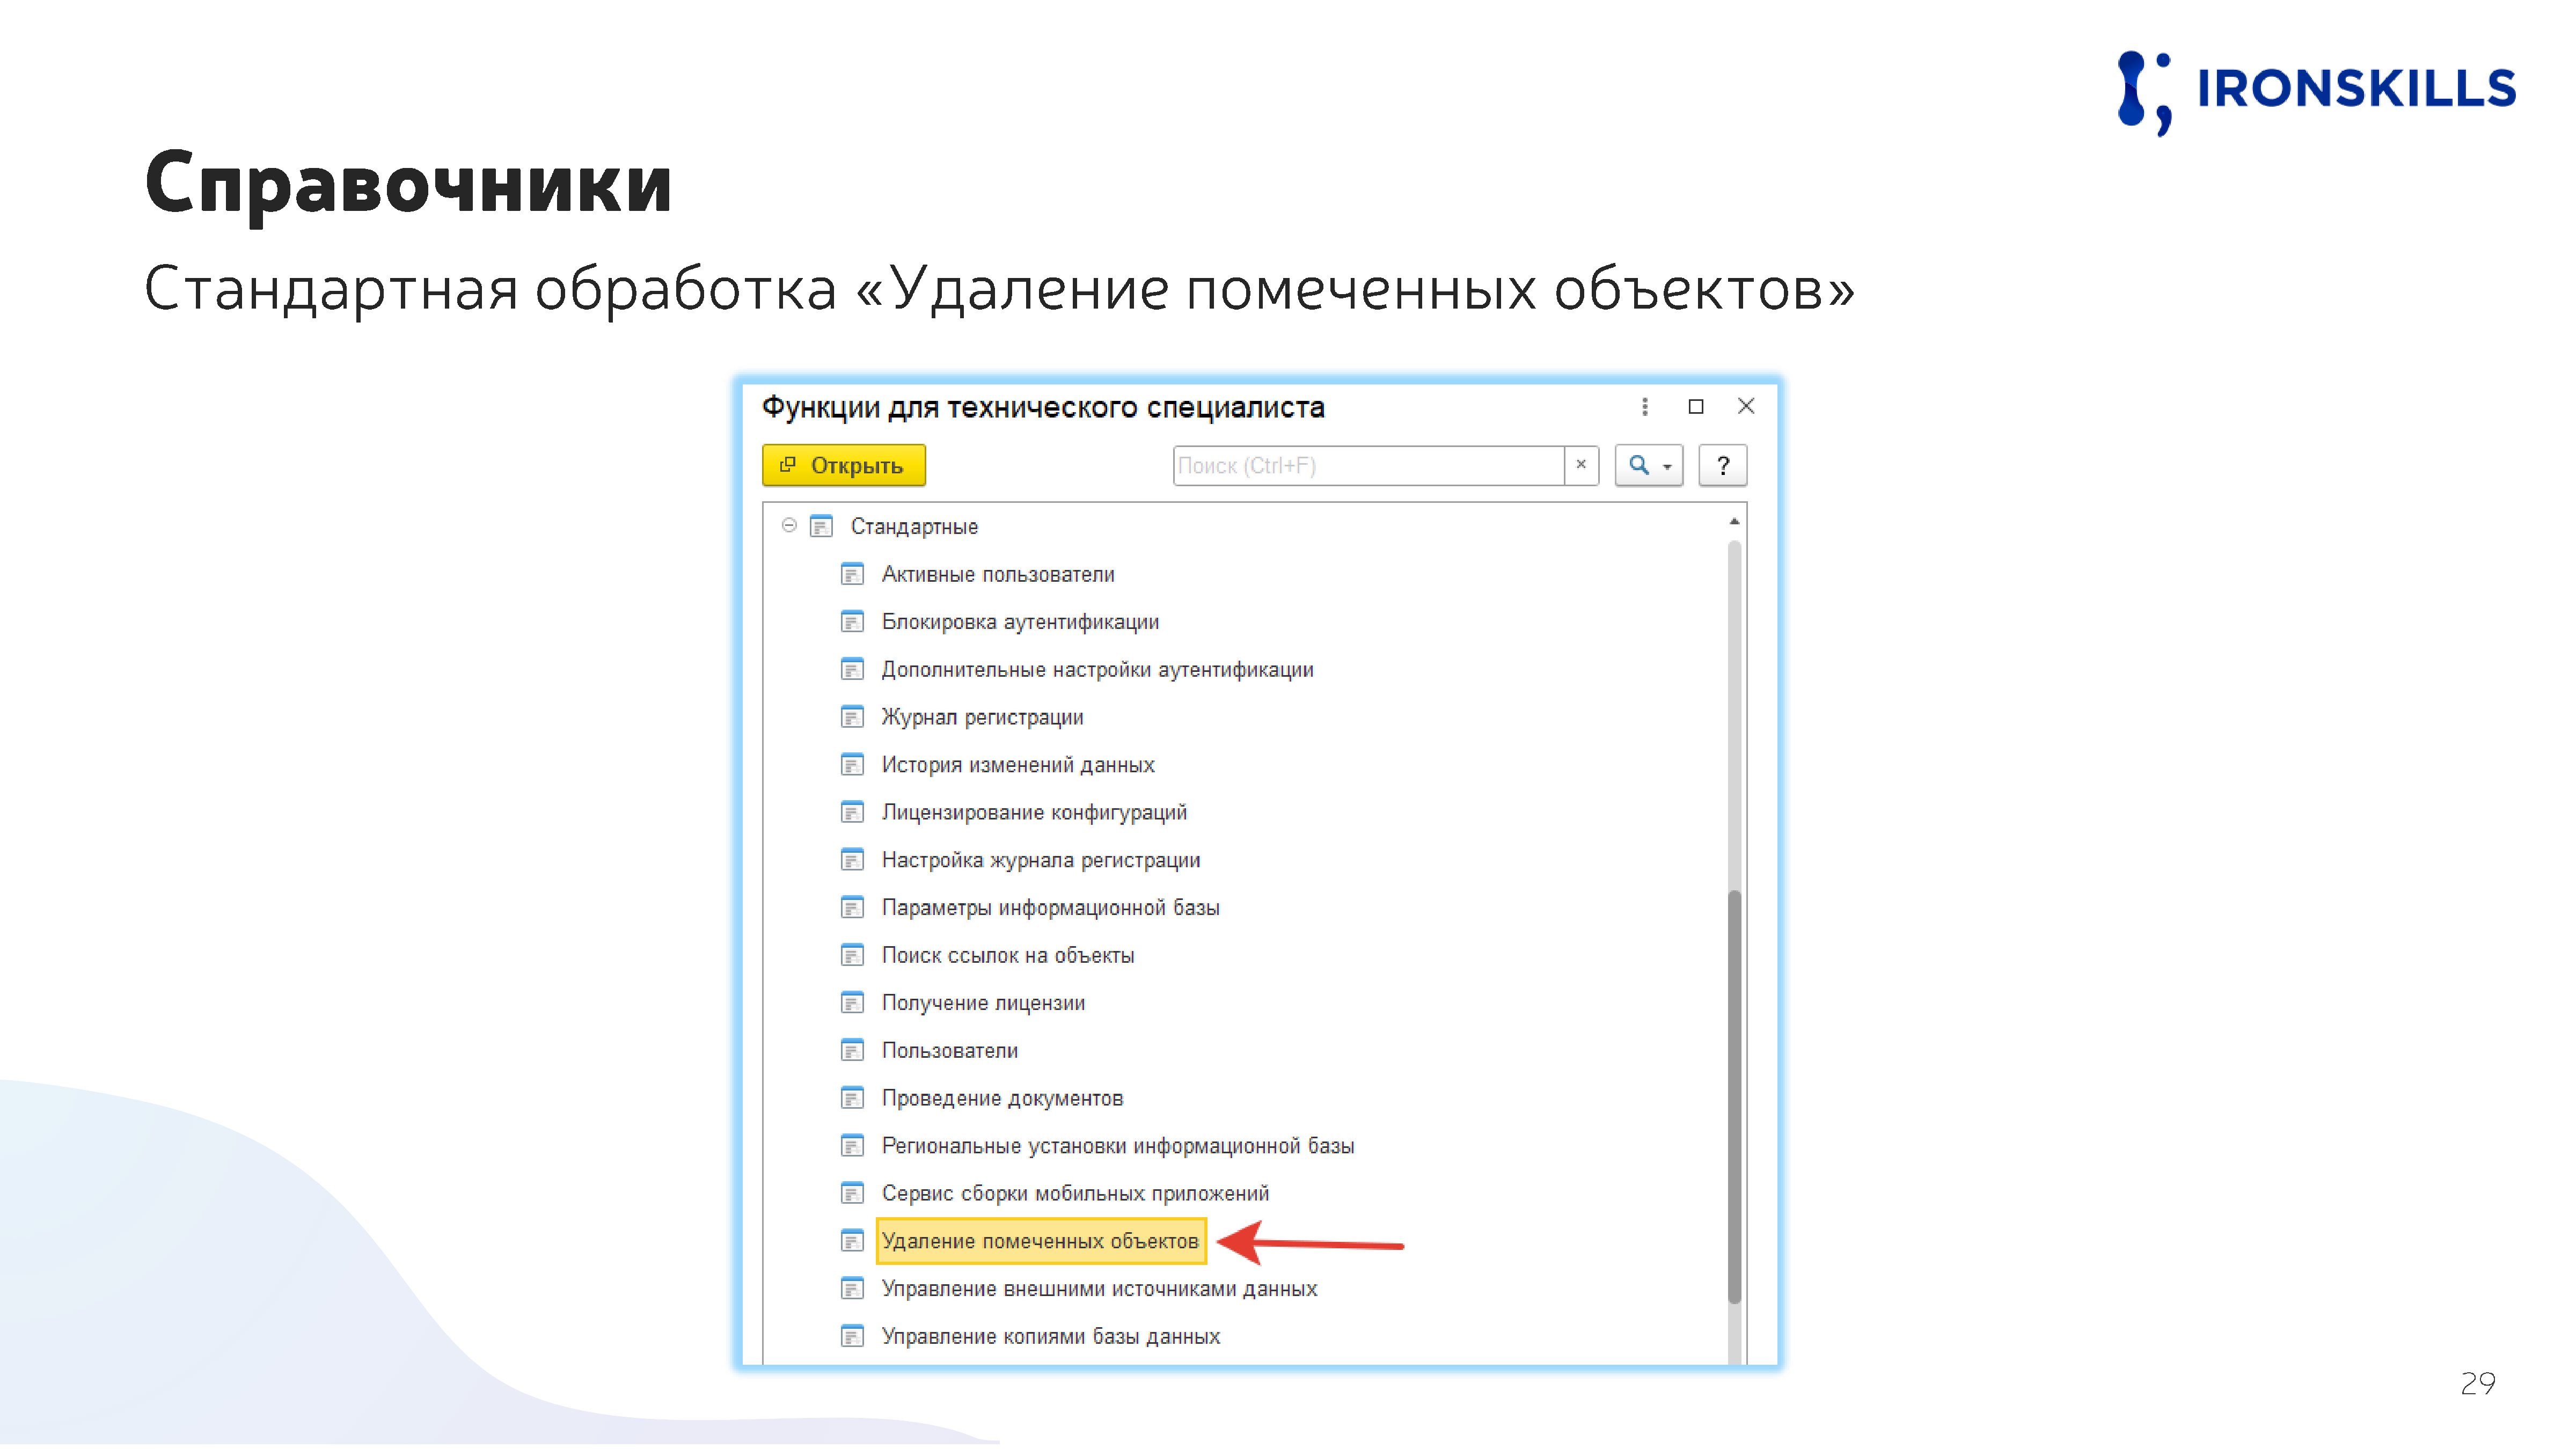 IRONSKILLS
Справочники
Стандартная обработка «Удаление помеченных объектов»
Функции для технического специалиста
Открыть
Поиск (Ctrl+F)
× 
?
Стандартные
Активные пользователи
Блокировка аутентификации
Дополнительные настройки аутентификации
Журнал регистрации
История изменений данных
Лицензирование конфигураций
Настройка журнала регистрации
Параметры информационной базы
Поиск ссылок на объекты
Получение лицензии
Пользователи
Проведение документов
Региональные установки информационной базы
Сервис сборки мобильных приложений
Удаление помеченных объектов
Управление внешними источниками данных
Управление копиями базы данных
29